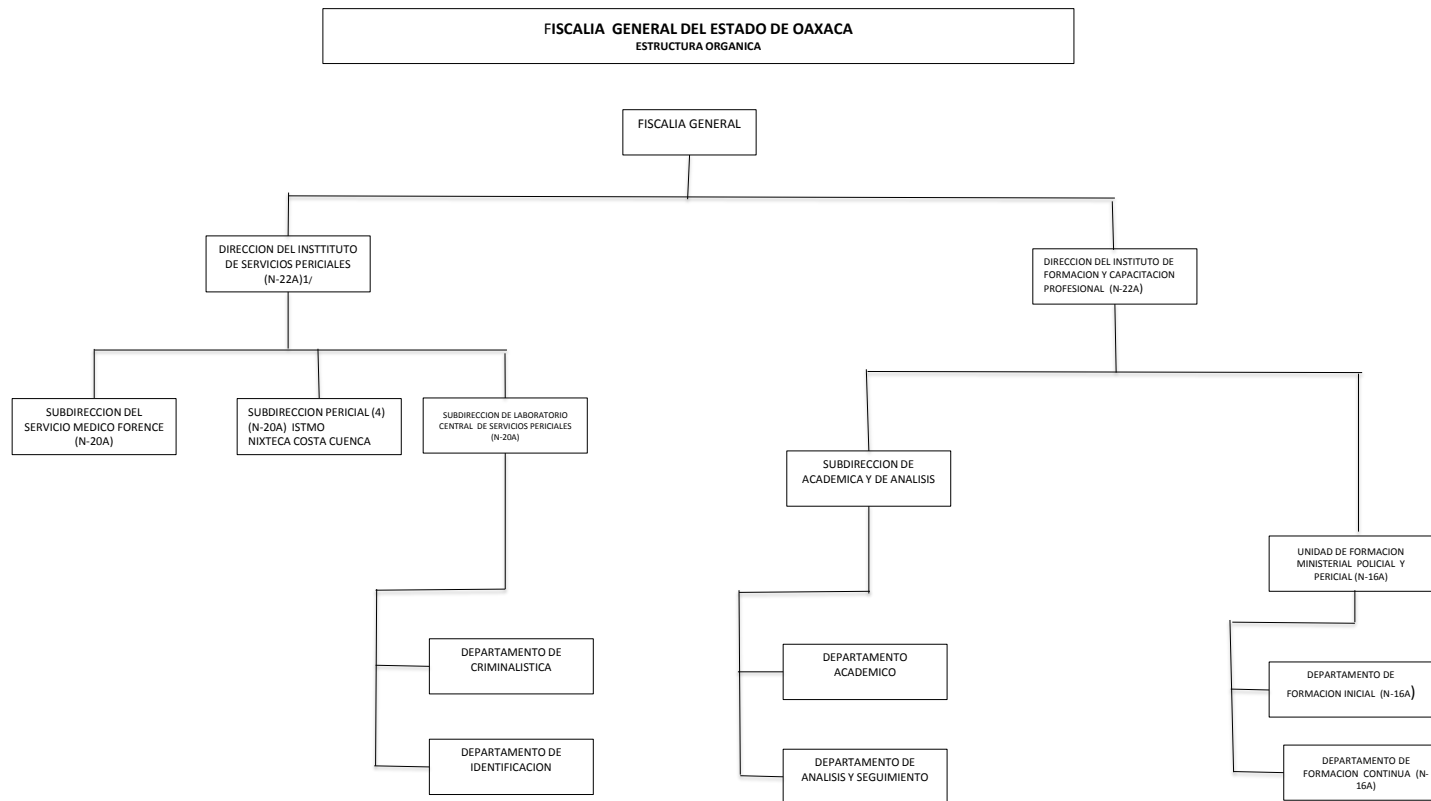 FISCALIA GENERAL DEL ESTADO DE OAXACA
ESTRUCTURA ORGANICA
FISCALIA GENERAL
DIRECCION DEL INSTTITUTO
DE SERVICIOS PERICIALES
(N-22A)1/
DIRECCION DEL INSTITUTO DE
FORMACION Y CAPACITACION
PROFESIONAL (N-22A)
SUBDIRECCION DEL
SERVICIO MEDICO FORENCE
(N-20A)
SUBDIRECCION PERICIAL (4)
(N-20A) ISTMO
NIXTECA COSTA CUENCA
SUBDIRECCION DE LABORATORIO
CENTRAL DE SERVICIOS PERICIALES
(N-20A)
SUBDIRECCION DE
ACADEMICA Y DE ANALISIS
UNIDAD DE FORMACION
MINISTERIAL POLICIAL Y
PERICIAL (N-16A)
DEPARTAMENTO DE
CRIMINALISTICA
DEPARTAMENTO
ACADEMICO
DEPARTAMENTO DE
FORMACION INICIAL (N-16A)
DEPARTAMENTO DE
IDENTIFICACION
DEPARTAMENTO DE
ANALISIS Y SEGUIMIENTO
DEPARTAMENTO DE
FORMACION CONTINUA (N-
16A)